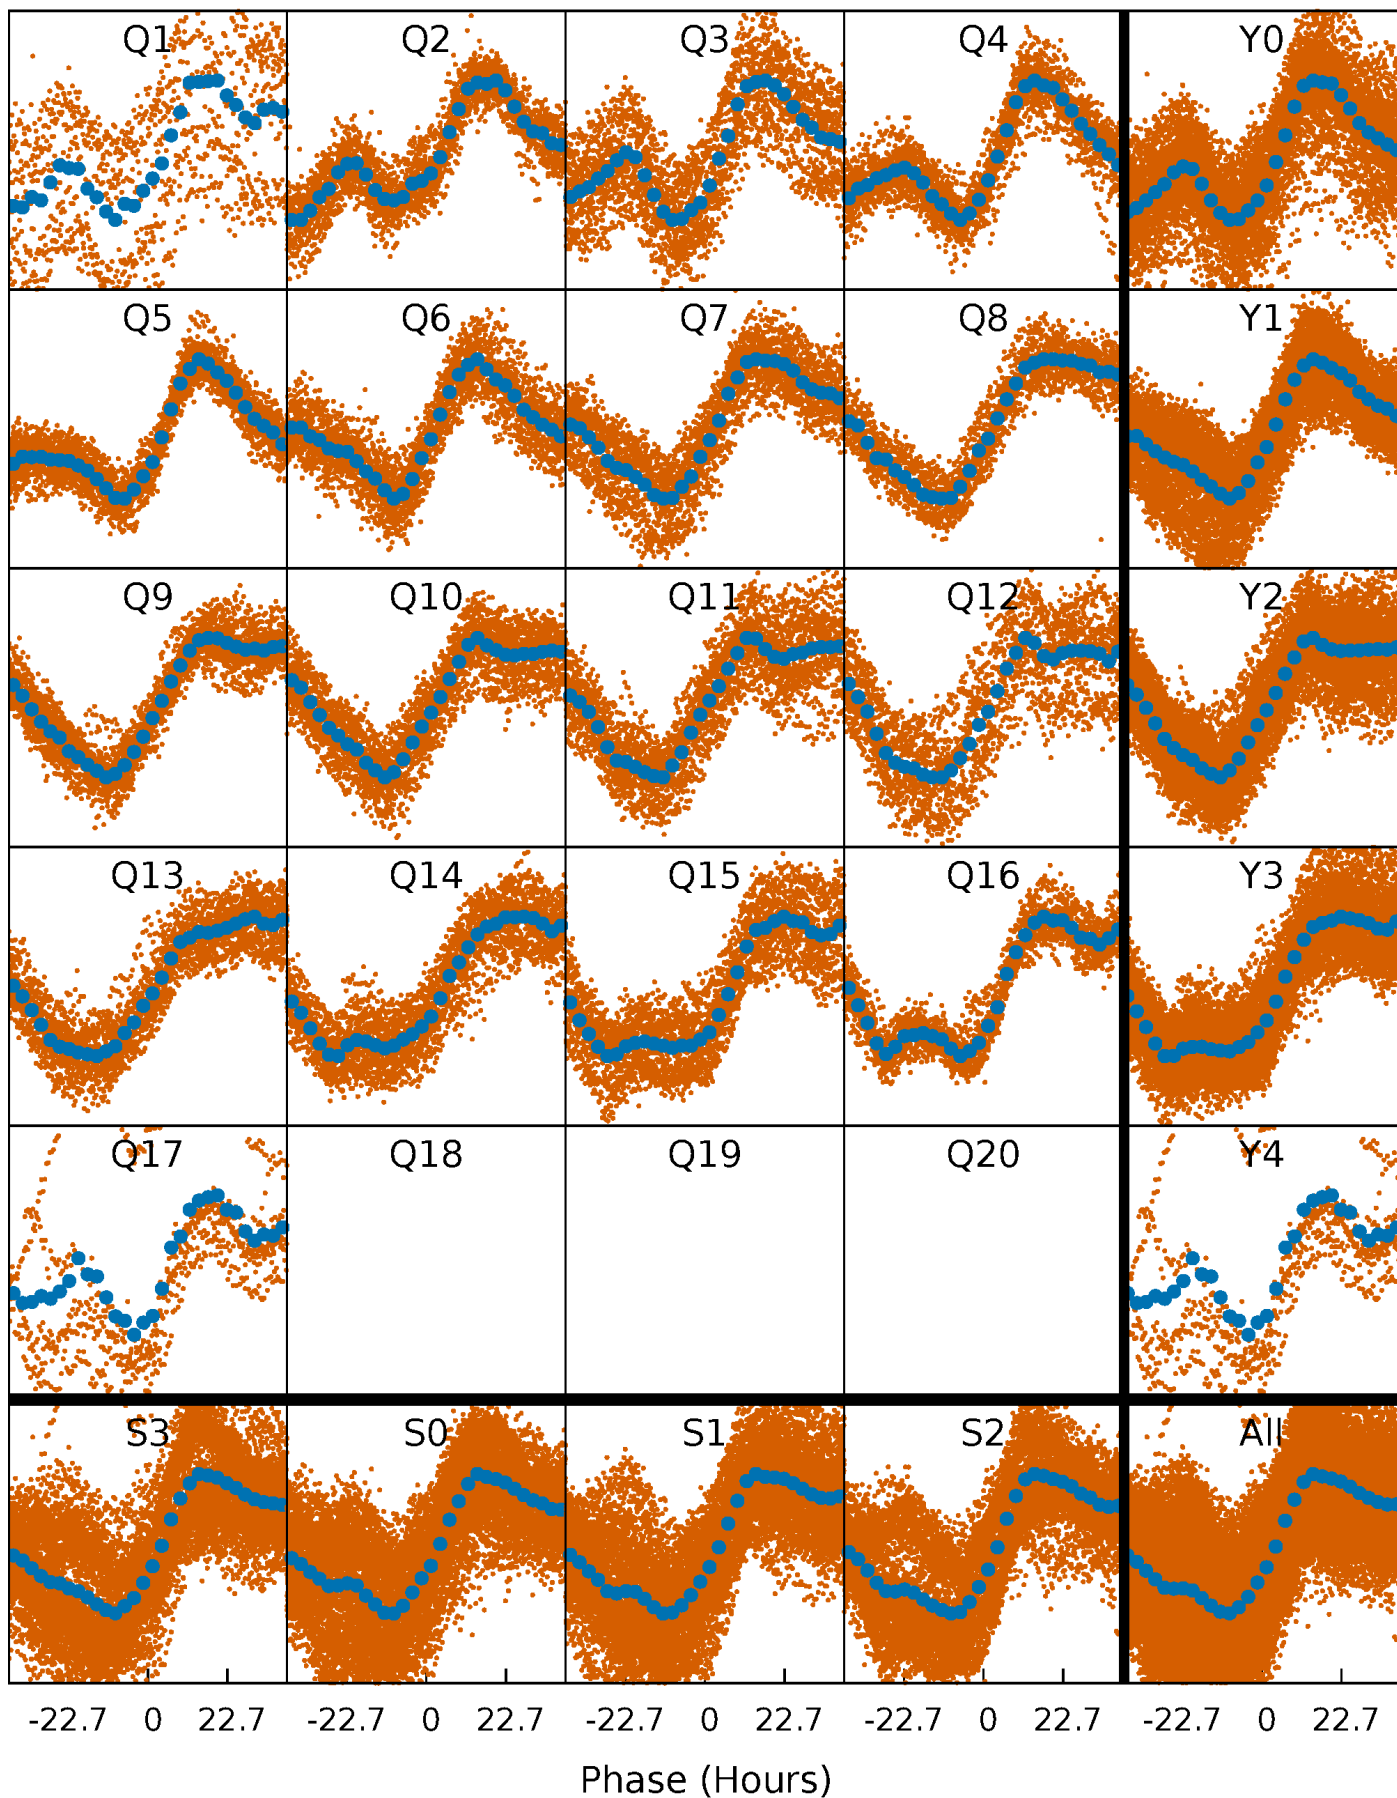 Q1 Q2 Q3 Q4 Y0
Q5 Q6 Q7 Q8 Y1
Q9 Q10 Q11 Q12 Y2
Q13 Q14 Q15 Q16 Y3
Q17 Q18 Q19 Q20 Y4
S3 S0 S1 S2 All
-22.7 0 22.7 -22.7 0 22.7 -22.7 0 22.7 -22.7 0 22.7 -22.7 0 22.7
Phase (Hours)